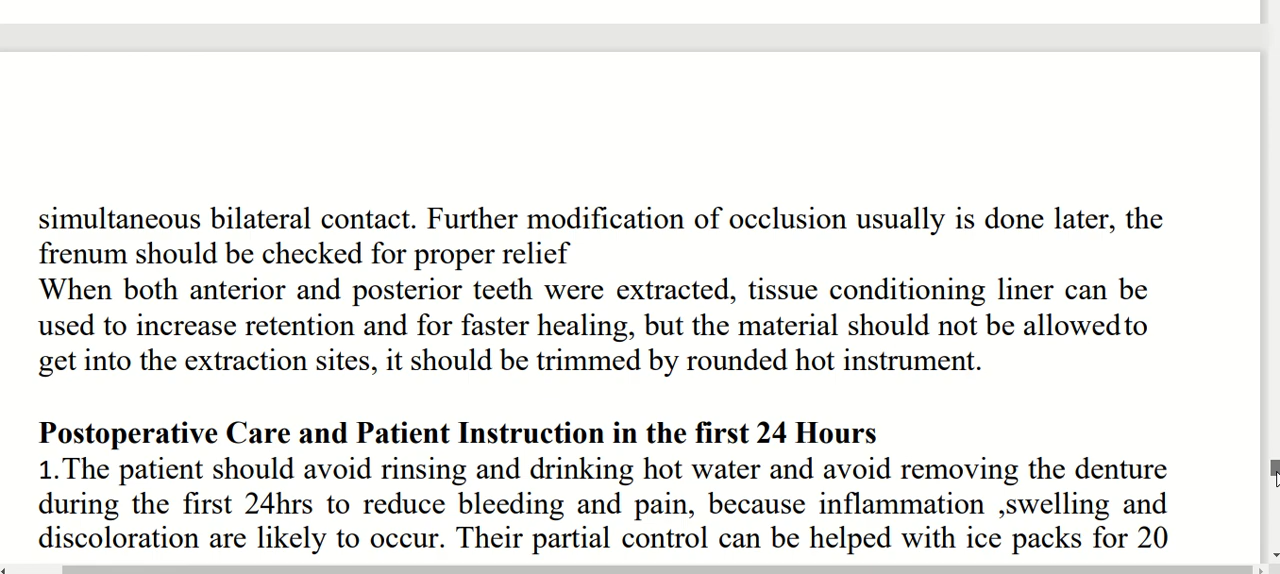 simultaneous bilateral contact. Further modification of occlusion usually is done later, the
frenum should be checked for proper relief
When both anterior and posterior teeth were extracted, tissue conditioning liner can be
used to increase retention and for faster healing, but the material should not be allowed to
get into the extraction sites, it should be trimmed by rounded hot instrument.
Postoperative Care and Patient Instruction in the first 24 Hours
1.The patient should avoid rinsing and drinking hot water and avoid removing the denture
during the first 24hrs to reduce bleeding and pain, because inflammation ,swelling and
discoloration are likely to occur. Their partial control can be helped with ice packs for 20